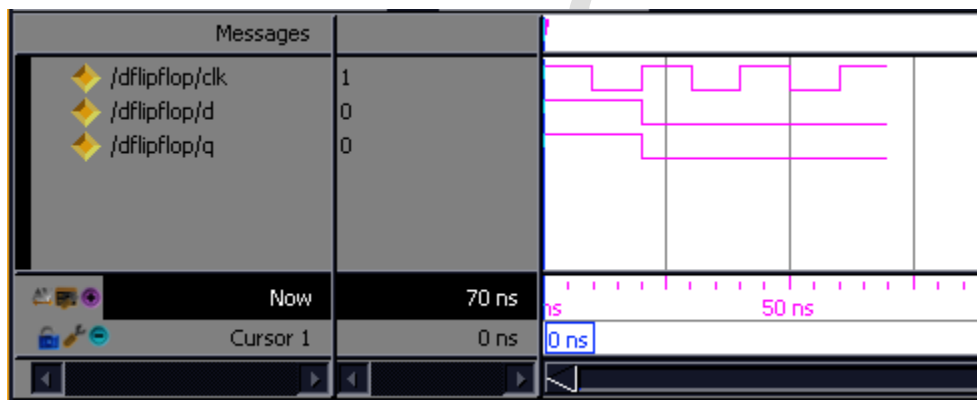 Messages
/dflipflop/clk 1
/dflipflop/d 0
/dflipflop/q 0
Now 70 ns ns 50 ns
Cursor 1 0 ns 0 ns